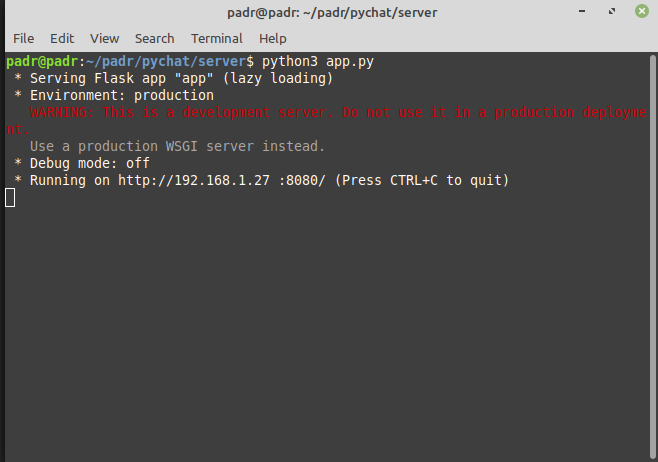 padr@padr: ~/padr/pychat/server
File Edit View Search Terminal Help
padr@padr:~/padr/pychat/server$ python3 app.py
 * Serving Flask app "app" (lazy loading)
 * Environment: production
   WARNING: This is a development server. Do not use it in a production deployme
nt.
   Use a production WSGI server instead.
 * Debug mode: off
 * Running on http://192.168.1.27 :8080/ (Press CTRL+C to quit)